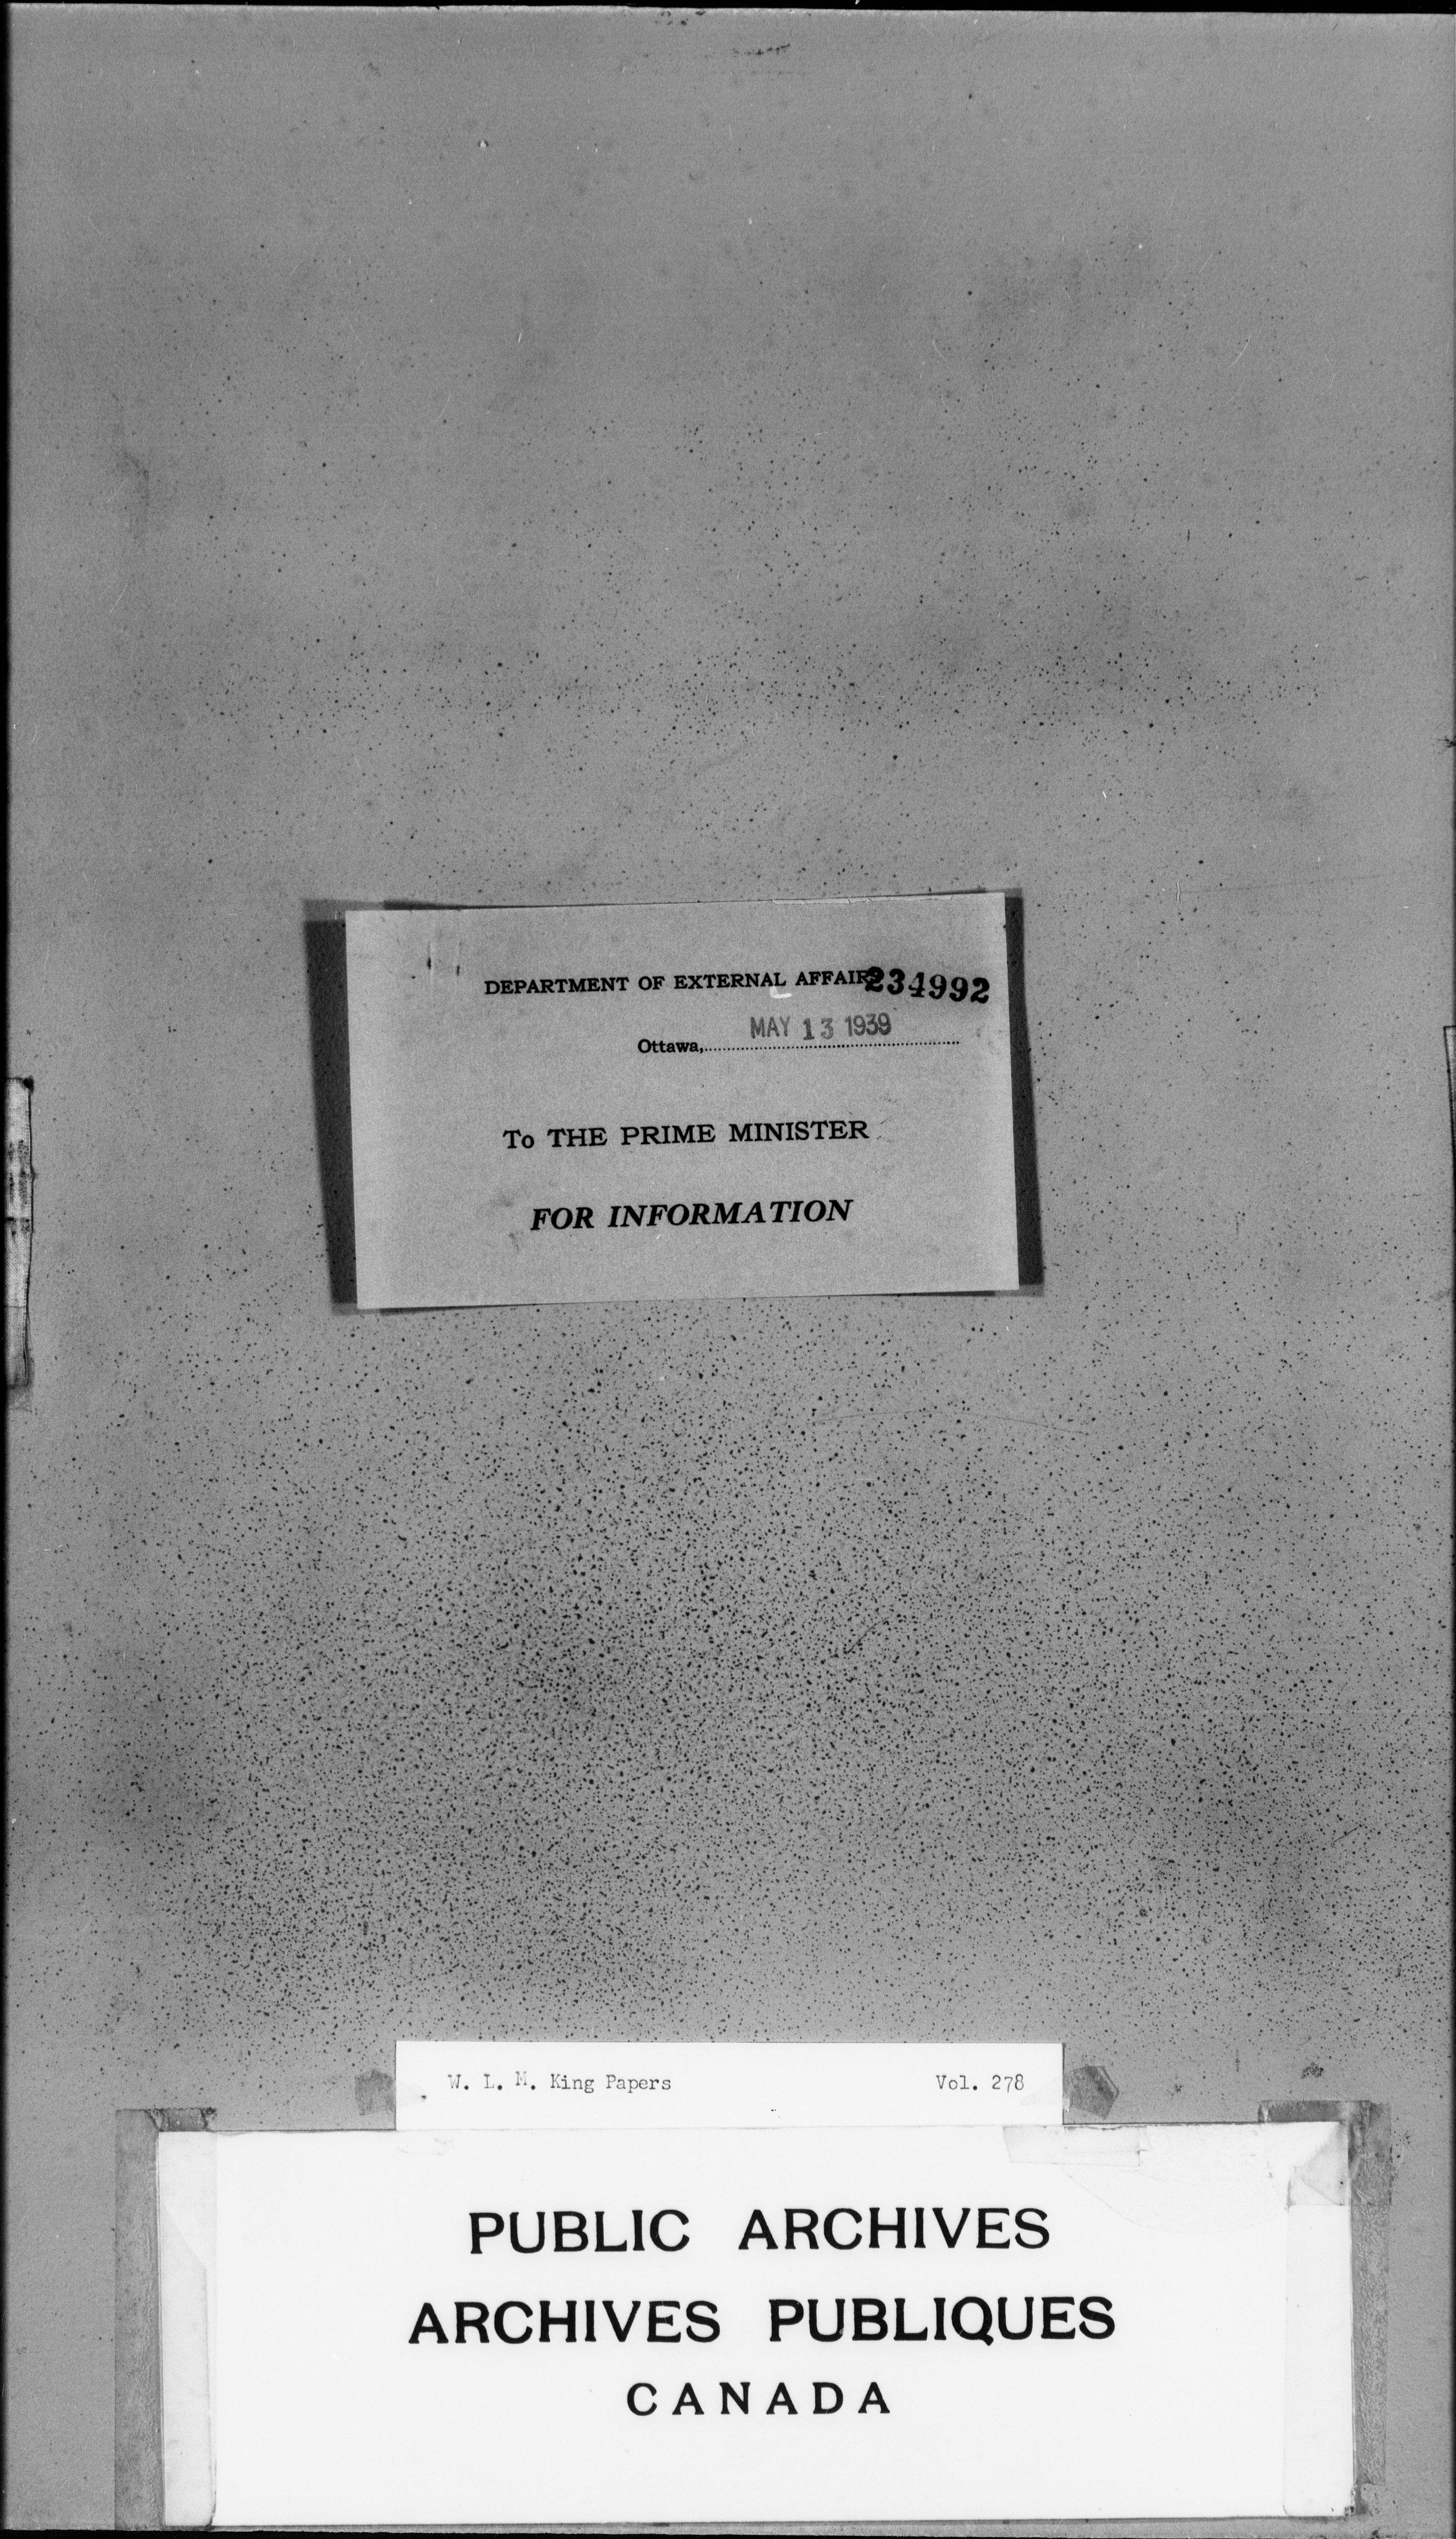 DEPARTMENT OF EXTERNAL AFFAIRS 234992
MAY 13 1939
Ottawa,
To THE PRIME MINISTER
FOR INFORMATION
W. L. M. King Papers Vol. 278
PUBLIC ARCHIVES
ARCHIVES PUBLIQUES
CANADA